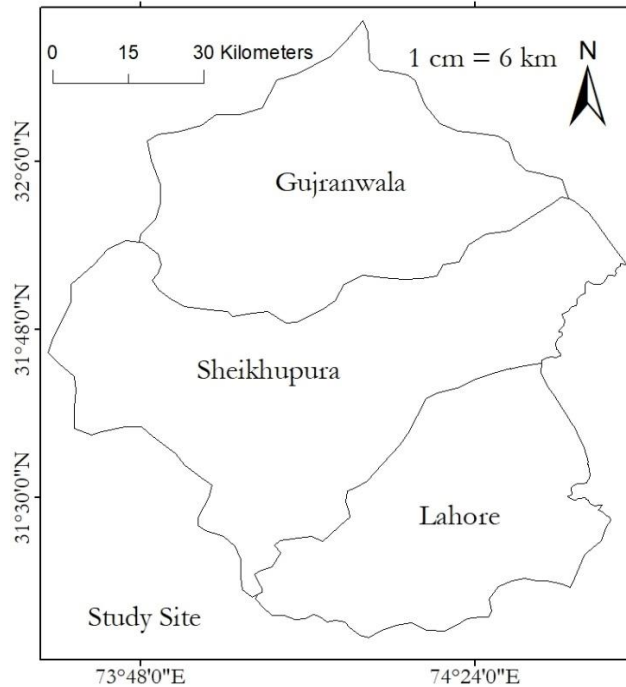 0 15 30 Kilometers
1 cm = 6 km
N
32°6'0"N
Gujranwala
31°48'0"N
Sheikhupura
31°30'0"N
Lahore
Study Site
73°48'0"E 74°24'0"E